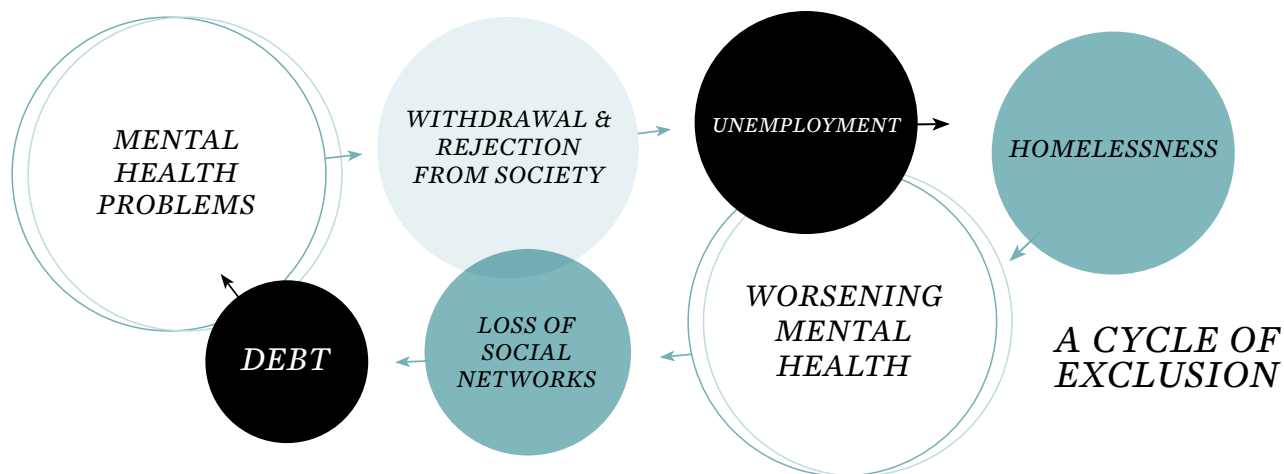 MENTAL
HEALTH
PROBLEMS
WITHDRAWAL &
REJECTION
FROM SOCIETY
UNEMPLOYMENT
HOMELESSNESS
WORSENING
MENTAL
HEALTH
LOSS OF
SOCIAL
NETWORKS
DEBT
A CYCLE OF
EXCLUSION